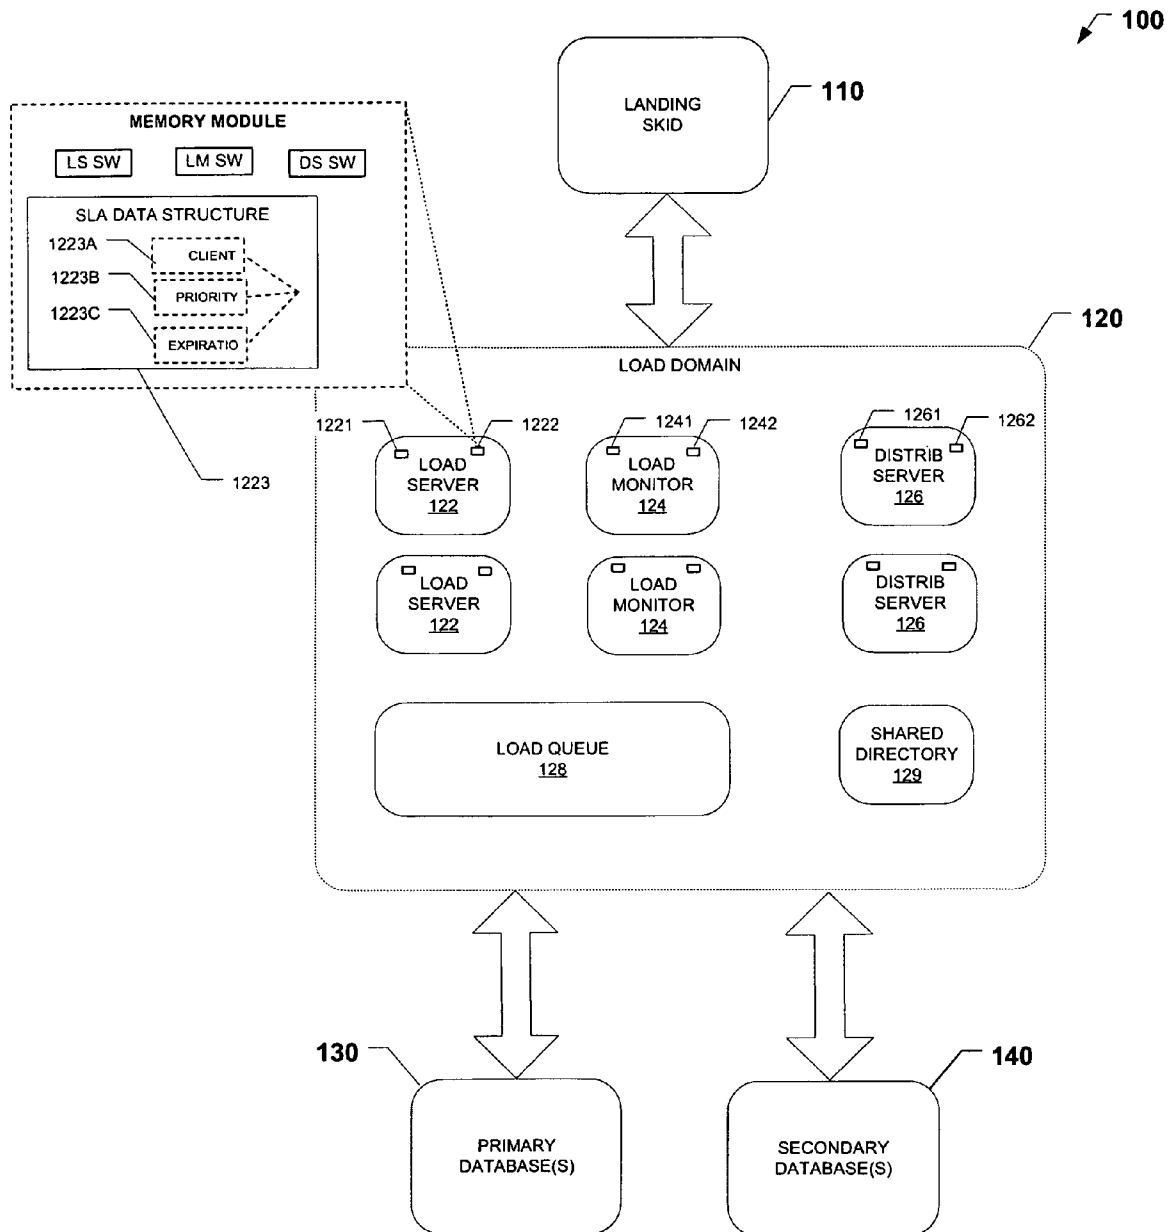 100
LANDING
SKID
110
MEMORY MODULE
LS SW
LM SW
DS SW
SLA DATA STRUCTURE
1223A
CLIENT
1223B
PRIORITY
1223C
EXPIRATIO
1223
120
LOAD DOMAIN
1221
1222
1241
1242
1261
1262
LOAD
SERVER
122
LOAD
MONITOR
124
DISTRIB
SERVER
126
LOAD
SERVER
122
LOAD
MONITOR
124
DISTRIB
SERVER
126
LOAD QUEUE
128
SHARED
DIRECTORY
129
130
PRIMARY
DATABASE(S)
140
SECONDARY
DATABASE(S)